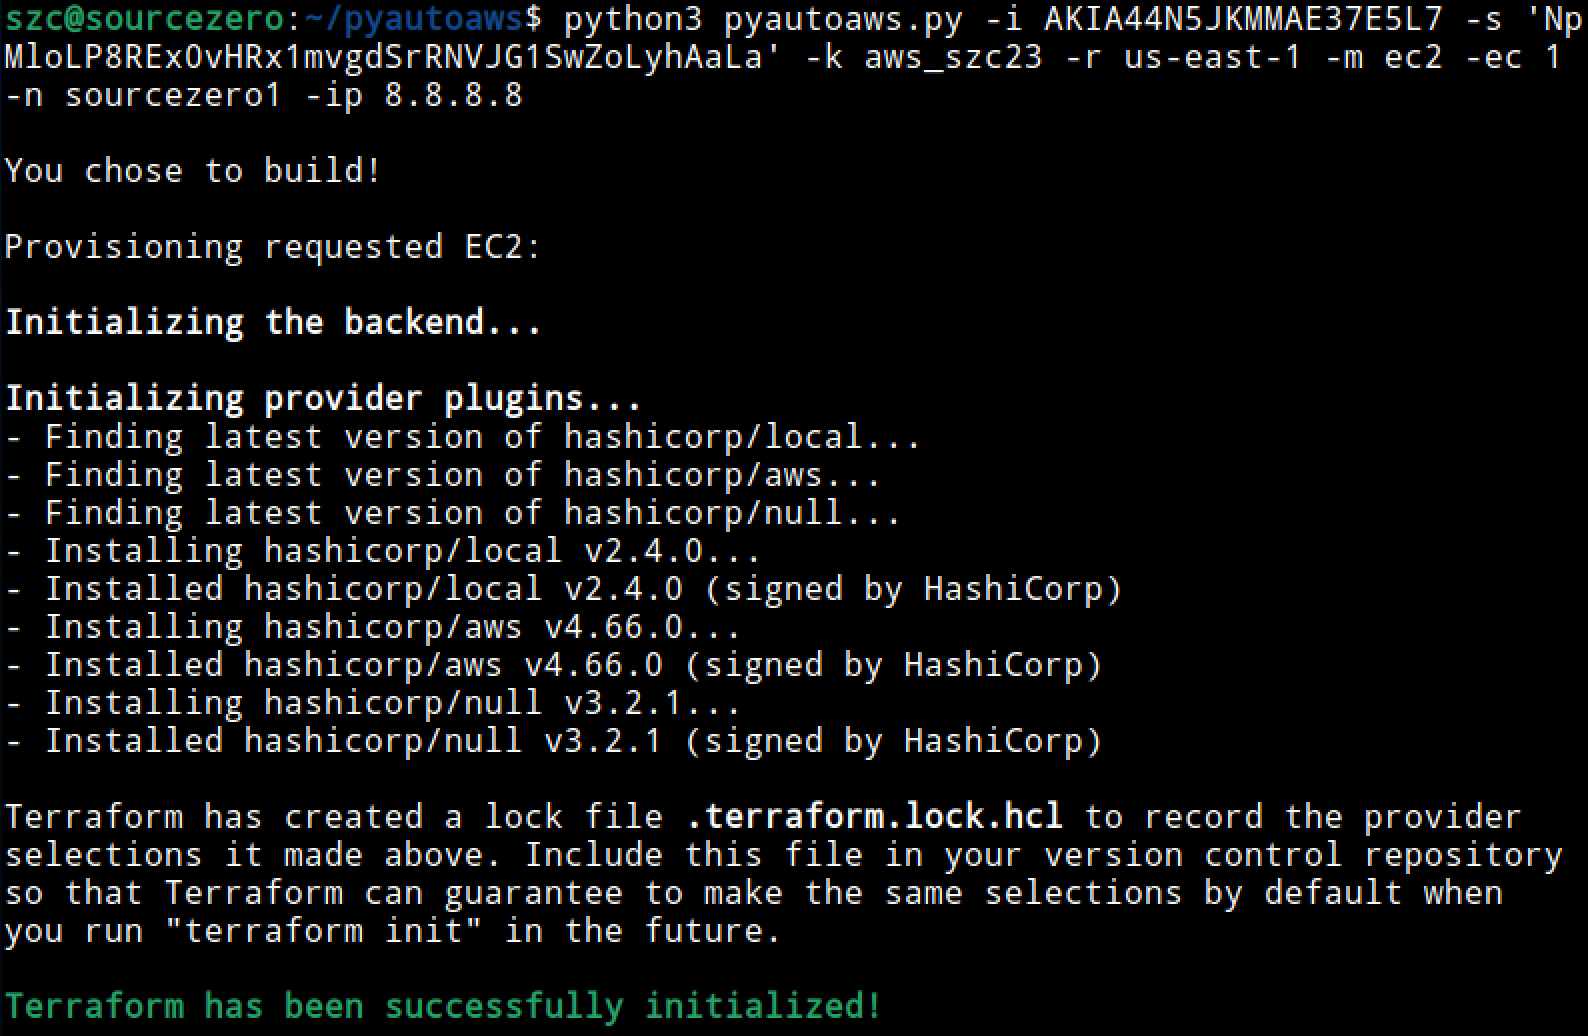 szc@sourcezero:~/pyautoaws$ python3 pyautoaws.py -i AKIA44N5JKMMAE37E5L7 -s 'Np
MloLP8REx0vHRx1mvgdSrRNVJG1SwZoLyhAaLa' -k aws_szc23 -r us-east-1 -m ec2 -ec 1
-n sourcezero1 -ip 8.8.8.8
You chose to build!
Provisioning requested EC2:
Initializing the backend...
Initializing provider plugins...
- Finding latest version of hashicorp/local...
- Finding latest version of hashicorp/aws...
- Finding latest version of hashicorp/null...
- Installing hashicorp/local v2.4.0...
- Installed hashicorp/local v2.4.0 (signed by HashiCorp)
- Installing hashicorp/aws v4.66.0...
- Installed hashicorp/aws v4.66.0 (signed by HashiCorp)
- Installing hashicorp/null v3.2.1...
- Installed hashicorp/null v3.2.1 (signed by HashiCorp)
Terraform has created a lock file .terraform.lock.hcl to record the provider
selections it made above. Include this file in your version control repository
so that Terraform can guarantee to make the same selections by default when
you run "terraform init" in the future.
Terraform has been successfully initialized!